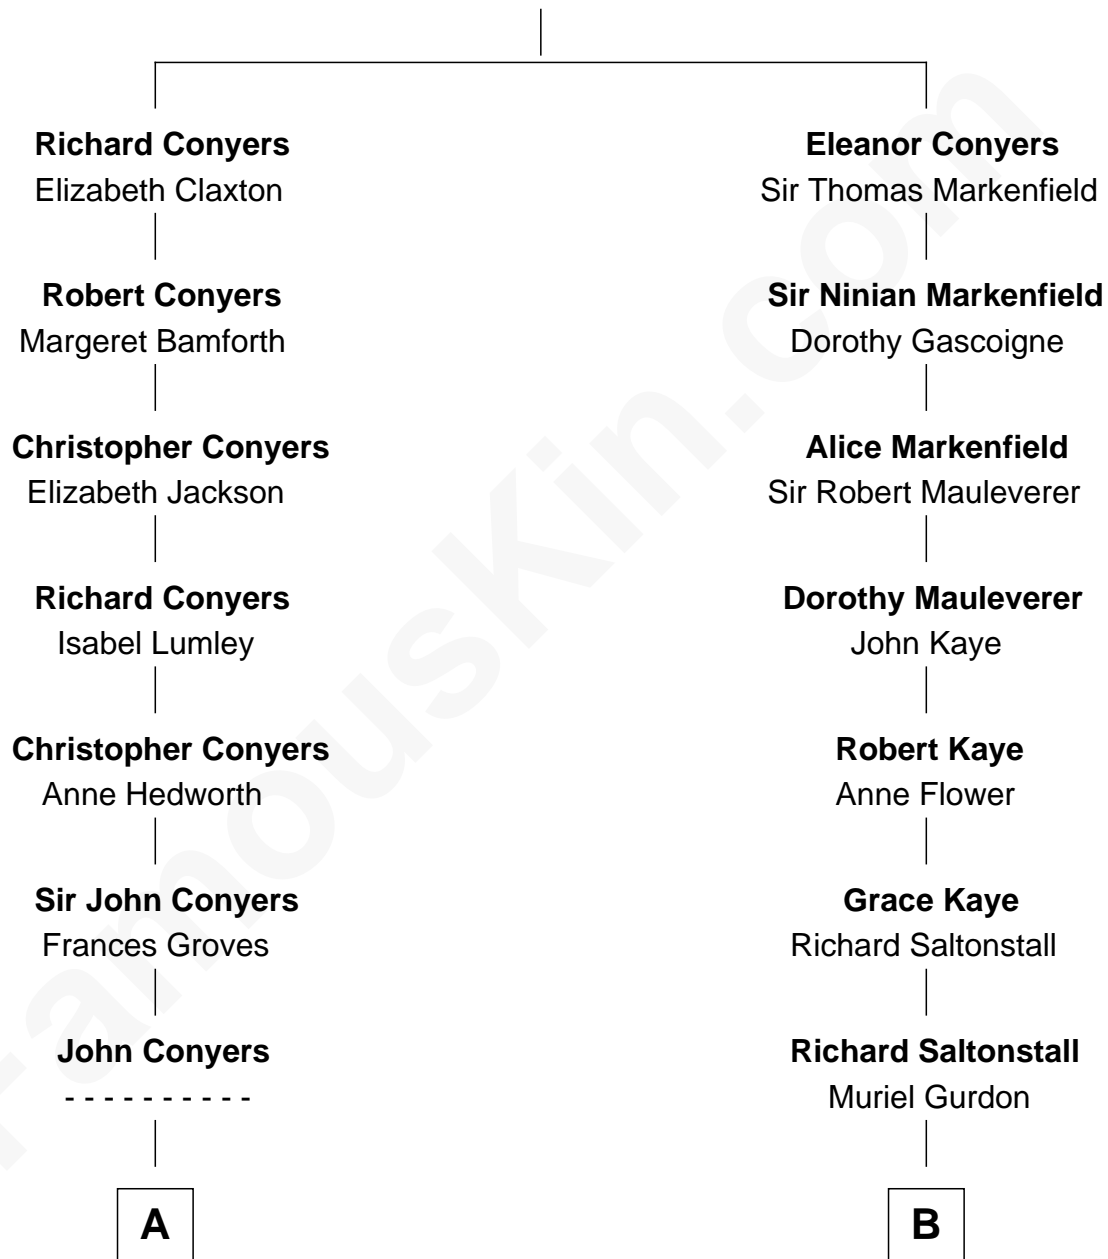 Richard Conyers
Elizabeth Claxton
Robert Conyers
Margeret Bamforth
Christopher Conyers
Elizabeth Jackson
Richard Conyers
Isabel Lumley
Christopher Conyers
Anne Hedworth
Sir John Conyers
Frances Groves
John Conyers
- - - - - - - - - -
A
Eleanor Conyers
Sir Thomas Markenfield
Sir Ninian Markenfield
Dorothy Gascoigne
Alice Markenfield
Sir Robert Mauleverer
Dorothy Mauleverer
John Kaye
Robert Kaye
Anne Flower
Grace Kaye
Richard Saltonstall
Richard Saltonstall
Muriel Gurdon
B
FamousKin.com